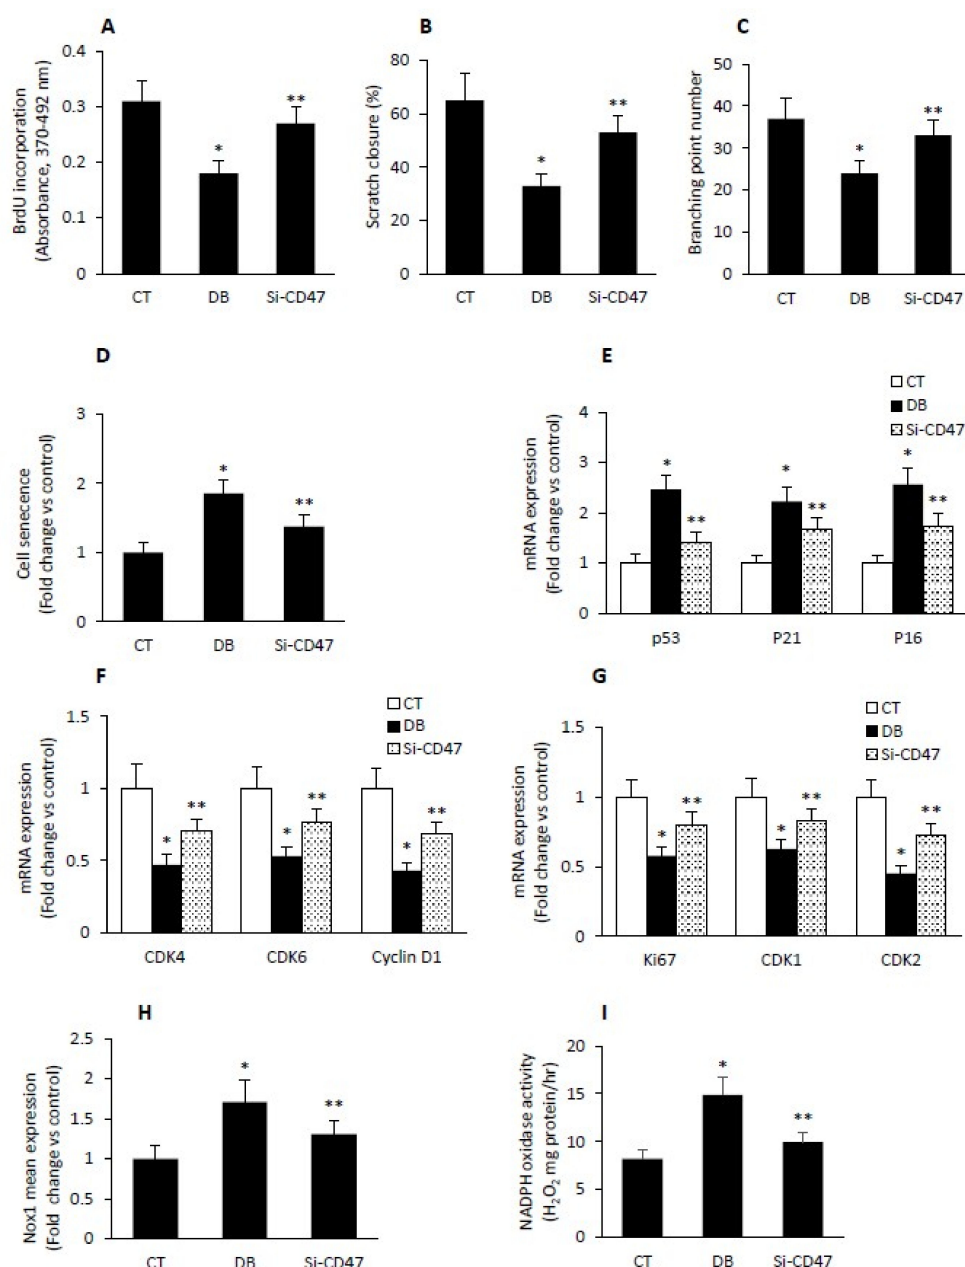 A
BrdU incorporation
(Absorbance, 370-492 nm)
0.4
0.3
0.2
0.1
0
*
**
CT DB Si-CD47
B
Scratch closure (%)
80
60
40
20
0
*
**
CT DB Si-CD47
C
Branching point number
50
40
30
20
10
0
*
**
CT DB Si-CD47
D
Cell senecence
(Fold change vs control)
3
2
1
0
*
**
CT DB Si-CD47
E
CT
DB
Si-CD47
mRNA expression
(Fold change vs control)
4
3
2
1
0
* ** * ** * **
p53 P21 P16
F
CT
DB
Si-CD47
mRNA expression
(Fold change vs control)
1.5
1
0.5
0
* ** * ** * **
CDK4 CDK6 Cyclin D1
G
CT
DB
Si-CD47
mRNA expression
(Fold change vs control)
1.5
1
0.5
0
* ** * ** * **
Ki67 CDK1 CDK2
H
Nox1 mean expression
(Fold change vs control)
2.5
2
1.5
1
0.5
0
*
**
CT DB Si-CD47
I
NADPH oxidase activity
(H₂O₂ mg protein/hr)
20
15
10
5
0
*
**
CT DB Si-CD47